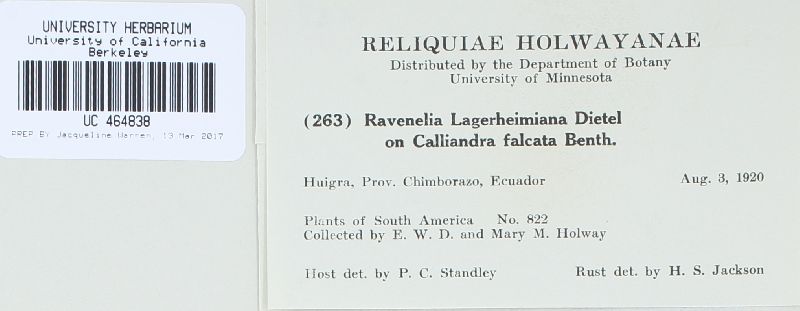 UNIVERSITY HERBARIUM
University of California
Berkeley
UC 464838
PREP BY Jacqueline Warren, 13 Mar 2017
RELIQUIAE HOLWAYANAE
Distributed by the Department of Botany
University of Minnesota
(263) Ravenelia Lagerheimiana Dietel
on Calliandra falcata Benth.
Huigra, Prov. Chimborazo, Ecuador Aug. 3, 1920
Plants of South America No. 822
Collected by E. W. D. and Mary M. Holway
Host det. by P. C. Standley Rust det. by H. S. Jackson